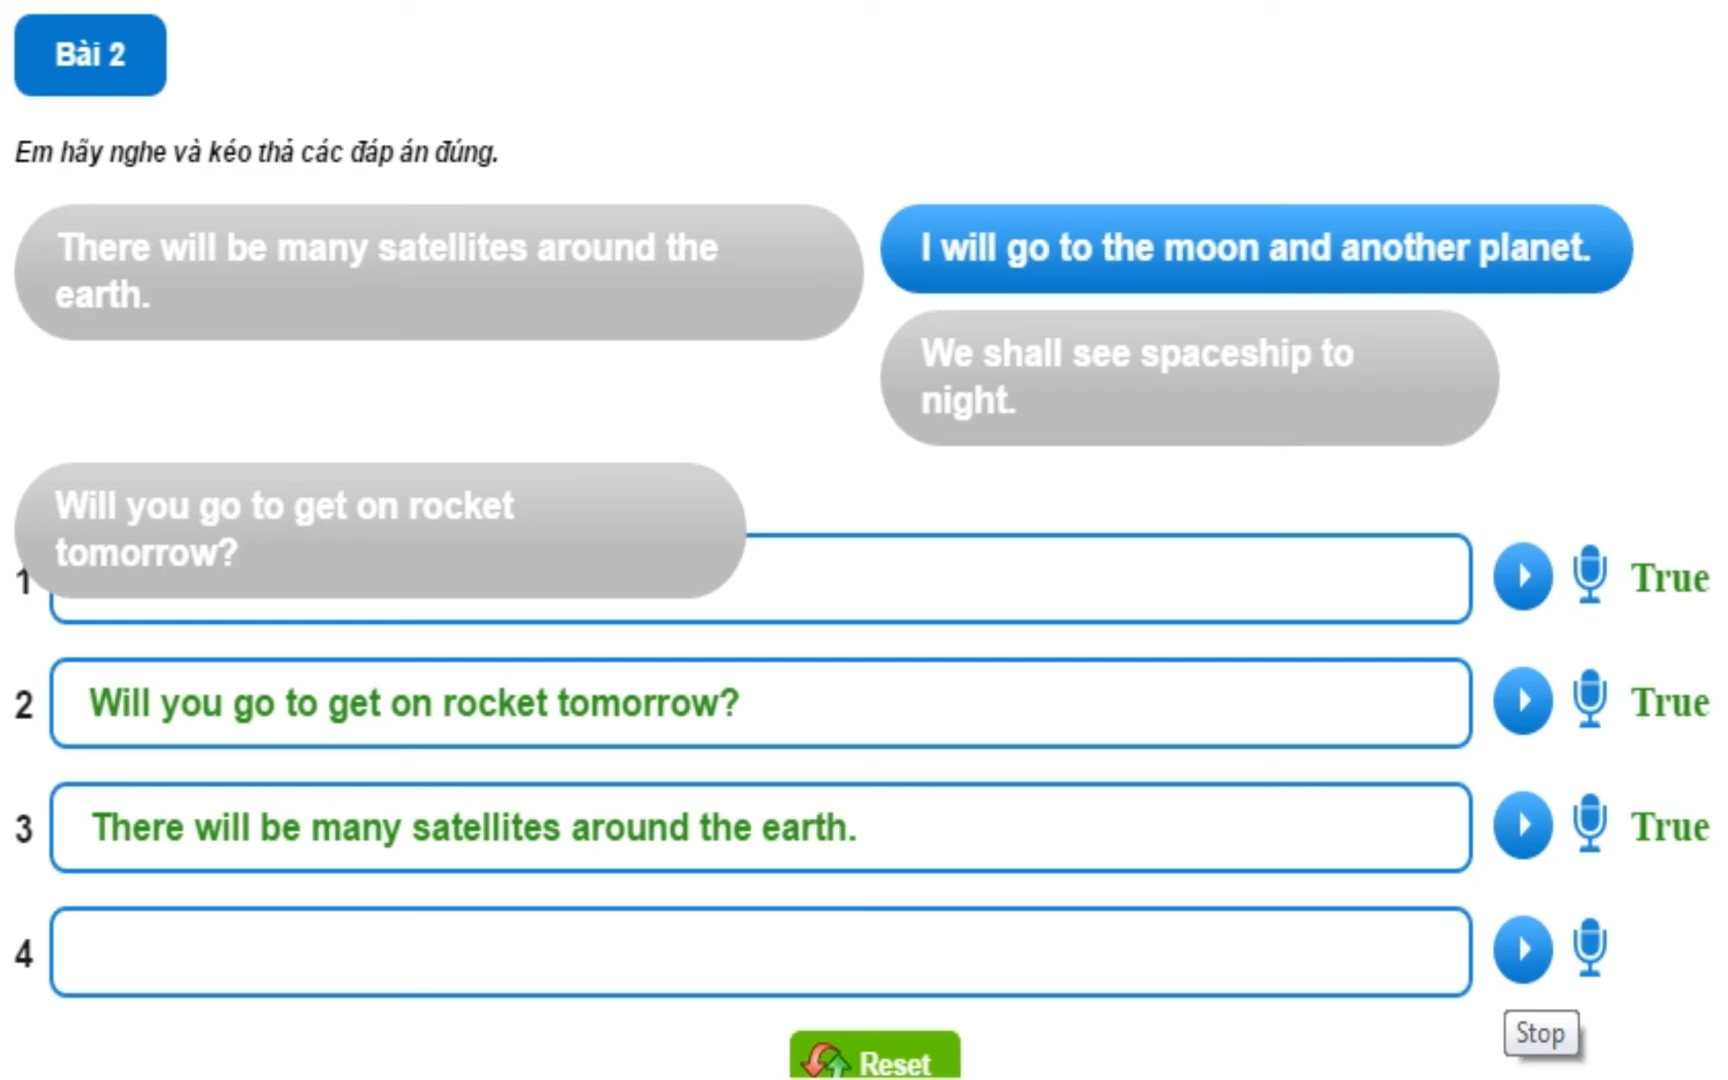 Bài 2
Em hãy nghe và kéo thả các đáp án đúng.
There will be many satellites around the
earth.
I will go to the moon and another planet.
We shall see spaceship to
night.
Will you go to get on rocket
tomorrow?
1
True
2 Will you go to get on rocket tomorrow? True
3 There will be many satellites around the earth. True
4
Stop
Reset